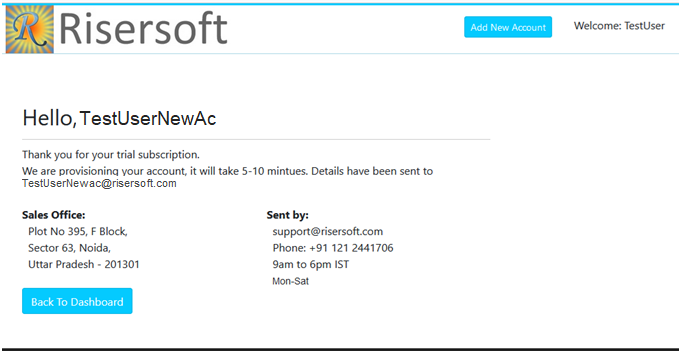 Risersoft
Add New Account
Welcome: TestUser
Hello, TestUserNewAc
Thank you for your trial subscription.
We are provisioning your account, it will take 5-10 mintues. Details have been sent to
TestUserNewac@risersoft.com
Sales Office:
Plot No 395, F Block,
Sector 63, Noida,
Uttar Pradesh - 201301
Sent by:
support@risersoft.com
Phone: +91 121 2441706
9am to 6pm IST
Mon-Sat
Back To Dashboard